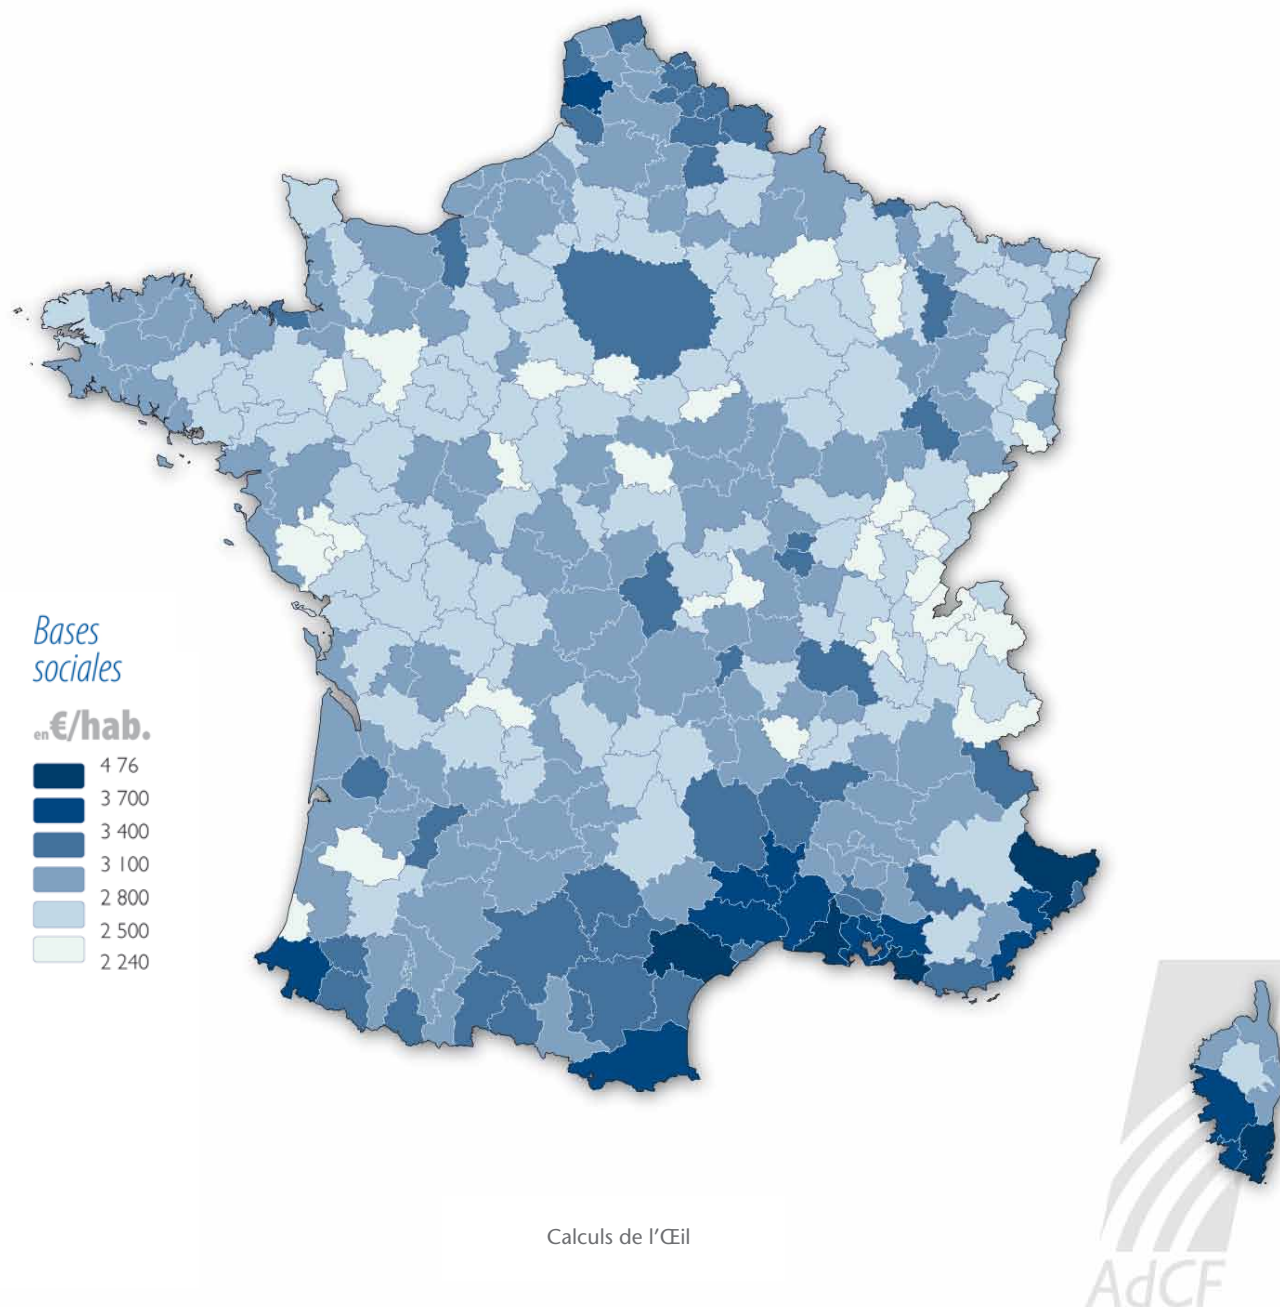 Bases
sociales
en €/hab.
4 76
3 700
3 400
3 100
2 800
2 500
2 240
Calculs de l'Œil
AdCF